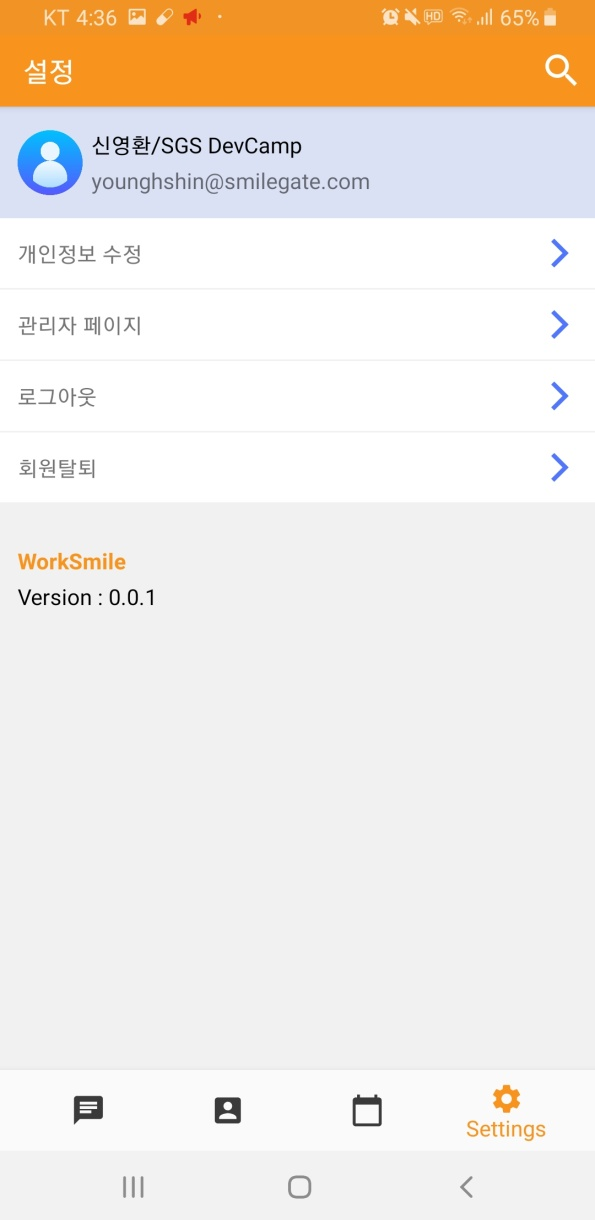 KT 4:36 HD 65%
설정
신영환/SGS DevCamp
younghshin@smilegate.com
개인정보 수정
관리자 페이지
로그아웃
회원탈퇴
WorkSmile
Version : 0.0.1
Settings